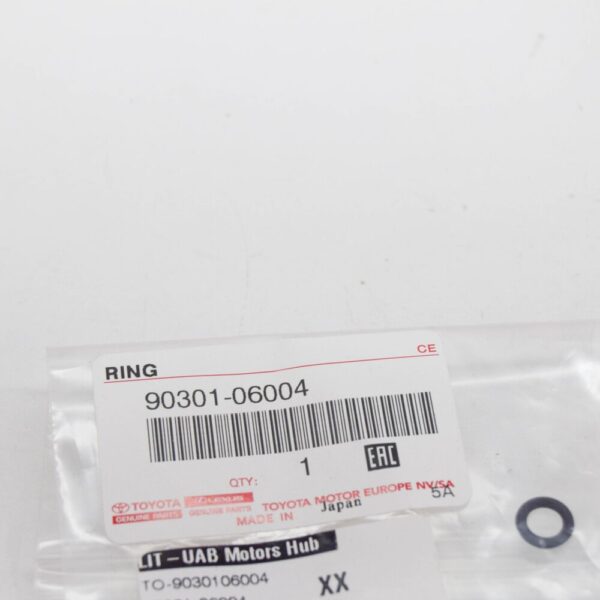 CE
RING
90301-06004
QTY: 1 EAC
TOYOTA LEXUS TOYOTA MOTOR EUROPE NV/SA
GENUINE PARTS GENUINE PARTS
MADE IN Japan 5A
LIT – UAB Motors Hub
TO-9030106004 XX